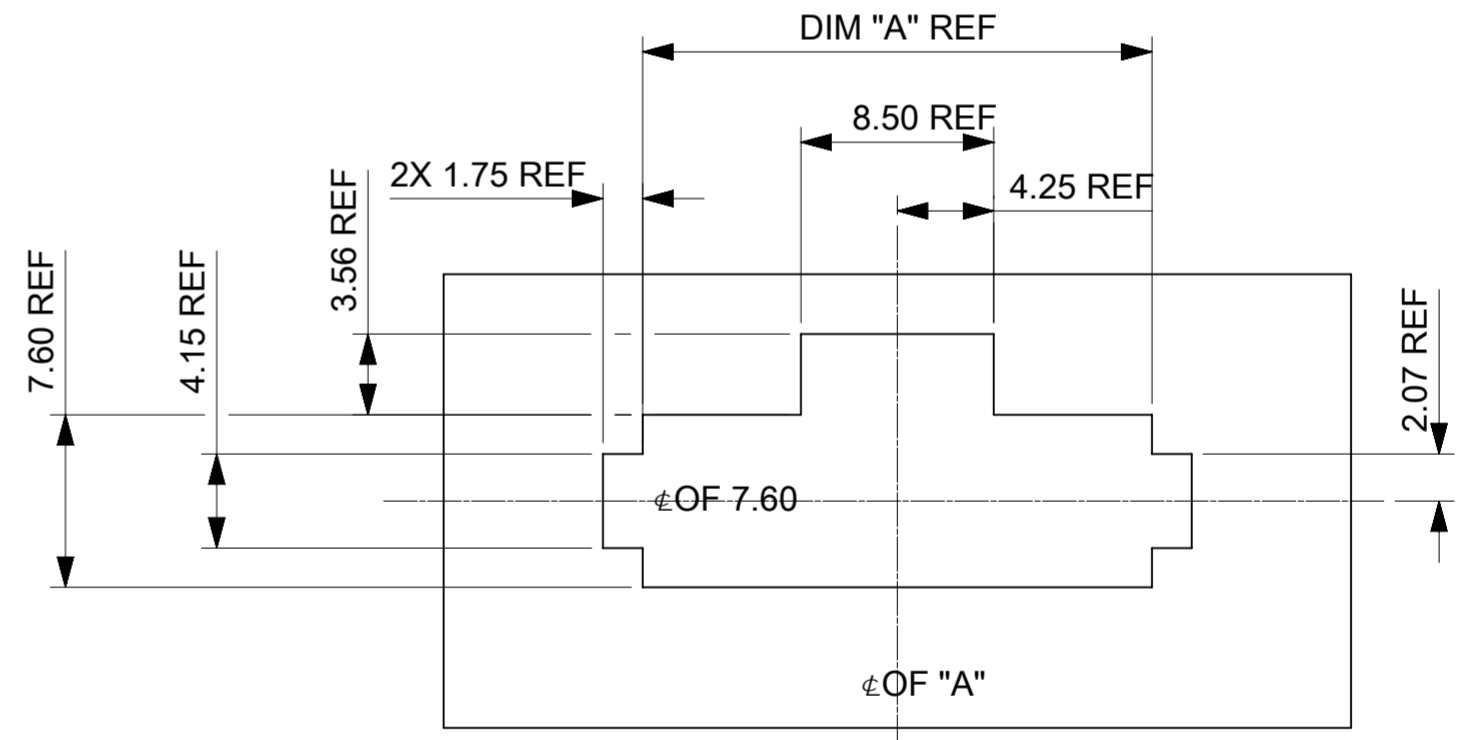 DIM "A" REF
8.50 REF
2X 1.75 REF
4.25 REF
3.56 REF
7.60 REF
4.15 REF
2.07 REF
℄OF 7.60
℄OF "A"